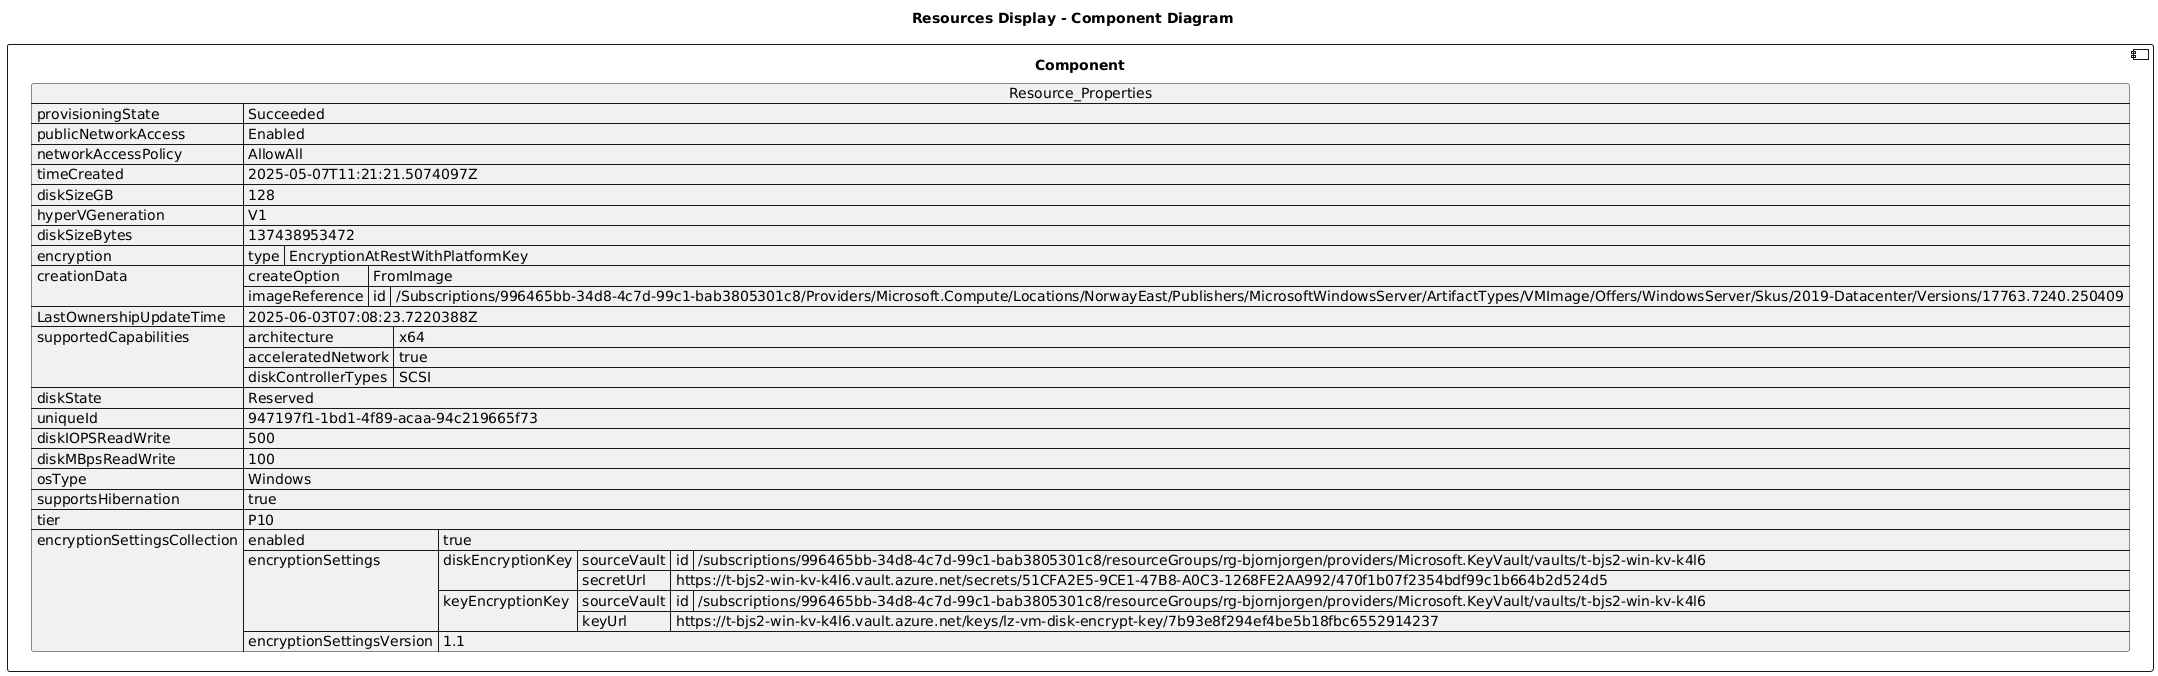 Resources Display - Component Diagram
Component
Resource_Properties
provisioningState Succeeded
publicNetworkAccess Enabled
networkAccessPolicy AllowAll
timeCreated 2025-05-07T11:21:21.5074097Z
diskSizeGB 128
hyperVGeneration V1
diskSizeBytes 137438953472
encryption type EncryptionAtRestWithPlatformKey
creationData createOption FromImage
imageReference id /Subscriptions/996465bb-34d8-4c7d-99c1-bab3805301c8/Providers/Microsoft.Compute/Locations/NorwayEast/Publishers/MicrosoftWindowsServer/ArtifactTypes/VMImage/Offers/WindowsServer/Skus/2019-Datacenter/Versions/17763.7240.250409
LastOwnershipUpdateTime 2025-06-03T07:08:23.7220388Z
supportedCapabilities architecture x64
acceleratedNetwork true
diskControllerTypes SCSI
diskState Reserved
uniqueId 947197f1-1bd1-4f89-acaa-94c219665f73
diskIOPSReadWrite 500
diskMBpsReadWrite 100
osType Windows
supportsHibernation true
tier P10
encryptionSettingsCollection enabled true
encryptionSettings diskEncryptionKey sourceVault id /subscriptions/996465bb-34d8-4c7d-99c1-bab3805301c8/resourceGroups/rg-bjornjorgen/providers/Microsoft.KeyVault/vaults/t-bjs2-win-kv-k4l6
secretUrl https://t-bjs2-win-kv-k4l6.vault.azure.net/secrets/51CFA2E5-9CE1-47B8-A0C3-1268FE2AA992/470f1b07f2354bdf99c1b664b2d524d5
keyEncryptionKey sourceVault id /subscriptions/996465bb-34d8-4c7d-99c1-bab3805301c8/resourceGroups/rg-bjornjorgen/providers/Microsoft.KeyVault/vaults/t-bjs2-win-kv-k4l6
keyUrl https://t-bjs2-win-kv-k4l6.vault.azure.net/keys/lz-vm-disk-encrypt-key/7b93e8f294ef4be5b18fbc6552914237
encryptionSettingsVersion 1.1